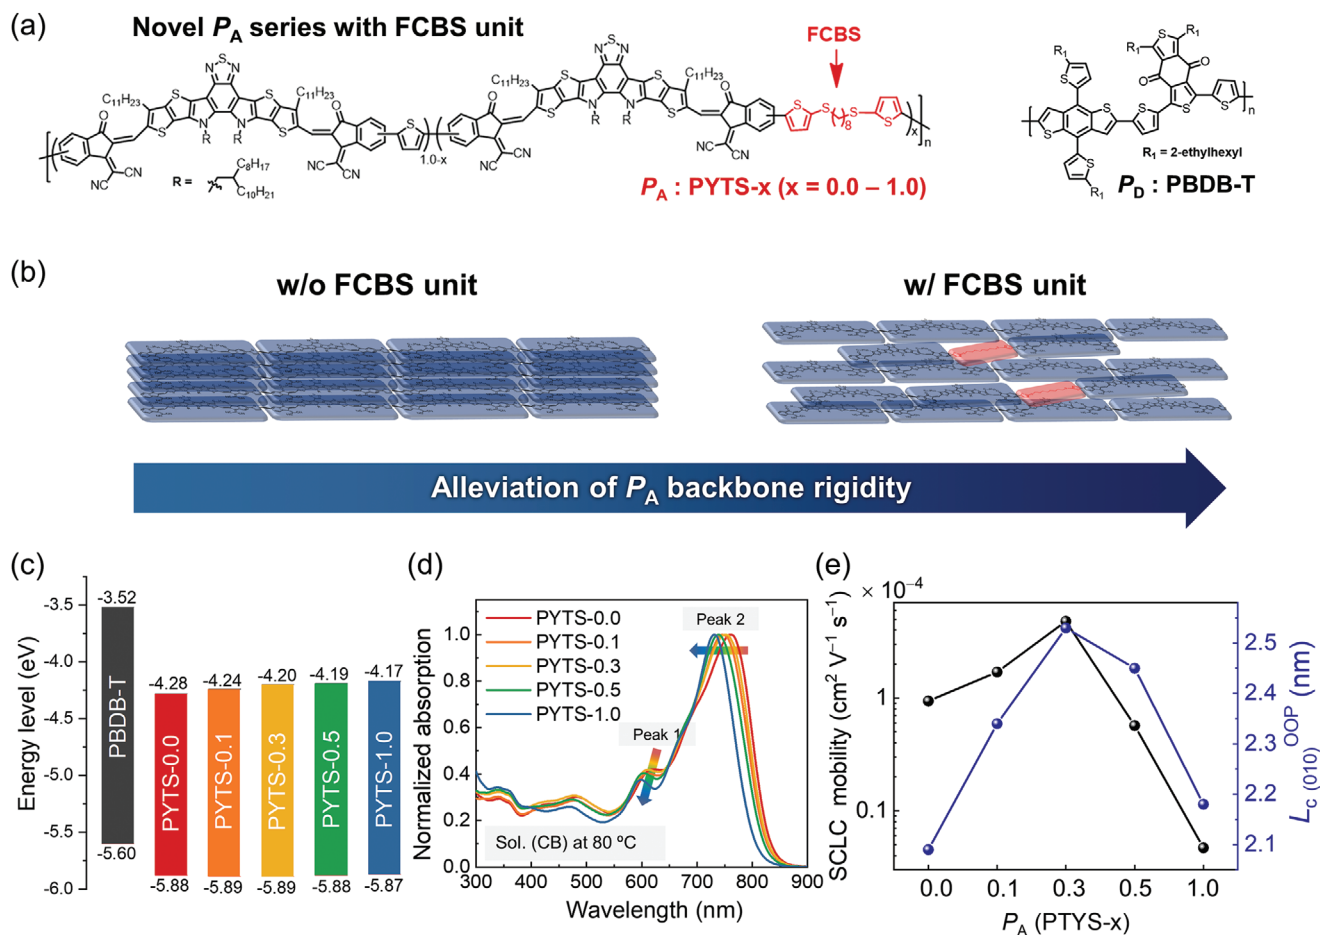 (a)
Novel PA series with FCBS unit
FCBS
S
N N
S
N N
C11H23
C11H23
C11H23
C11H23
S S S S
S S S S
N N
N N
R R
R R
O
O
O
O
S
1.0-x
S S S S
8
x
n
NC CN
NC CN
NC CN
NC CN
R =
C8H17
C10H21
PA : PYTS-x (x = 0.0 – 1.0)
R1
R1 R1
S
S
O
O
S
S
S
S
S
S
n
S
R1
R1 = 2-ethylhexyl
PD : PBDB-T
(b)
w/o FCBS unit
w/ FCBS unit
Alleviation of PA backbone rigidity
(c)
Energy level (eV)
-3.5
-4.0
-4.5
-5.0
-5.5
-6.0
-3.52
PBDB-T
-5.60
-4.28
PYTS-0.0
-5.88
-4.24
PYTS-0.1
-5.89
-4.20
PYTS-0.3
-5.89
-4.19
PYTS-0.5
-5.88
-4.17
PYTS-1.0
-5.87
(d)
Normalized absorption
1.0
0.8
0.6
0.4
0.2
0.0
PYTS-0.0
PYTS-0.1
PYTS-0.3
PYTS-0.5
PYTS-1.0
Peak 2
Peak 1
Sol. (CB) at 80 ºC
300 400 500 600 700 800 900
Wavelength (nm)
(e)
× 10−4
SCLC mobility (cm2 V−1 s−1)
1
0.1
2.5
2.4
2.3
2.2
2.1
LC (010)OOP (nm)
0.0 0.1 0.3 0.5 1.0
PA (PTYS-x)